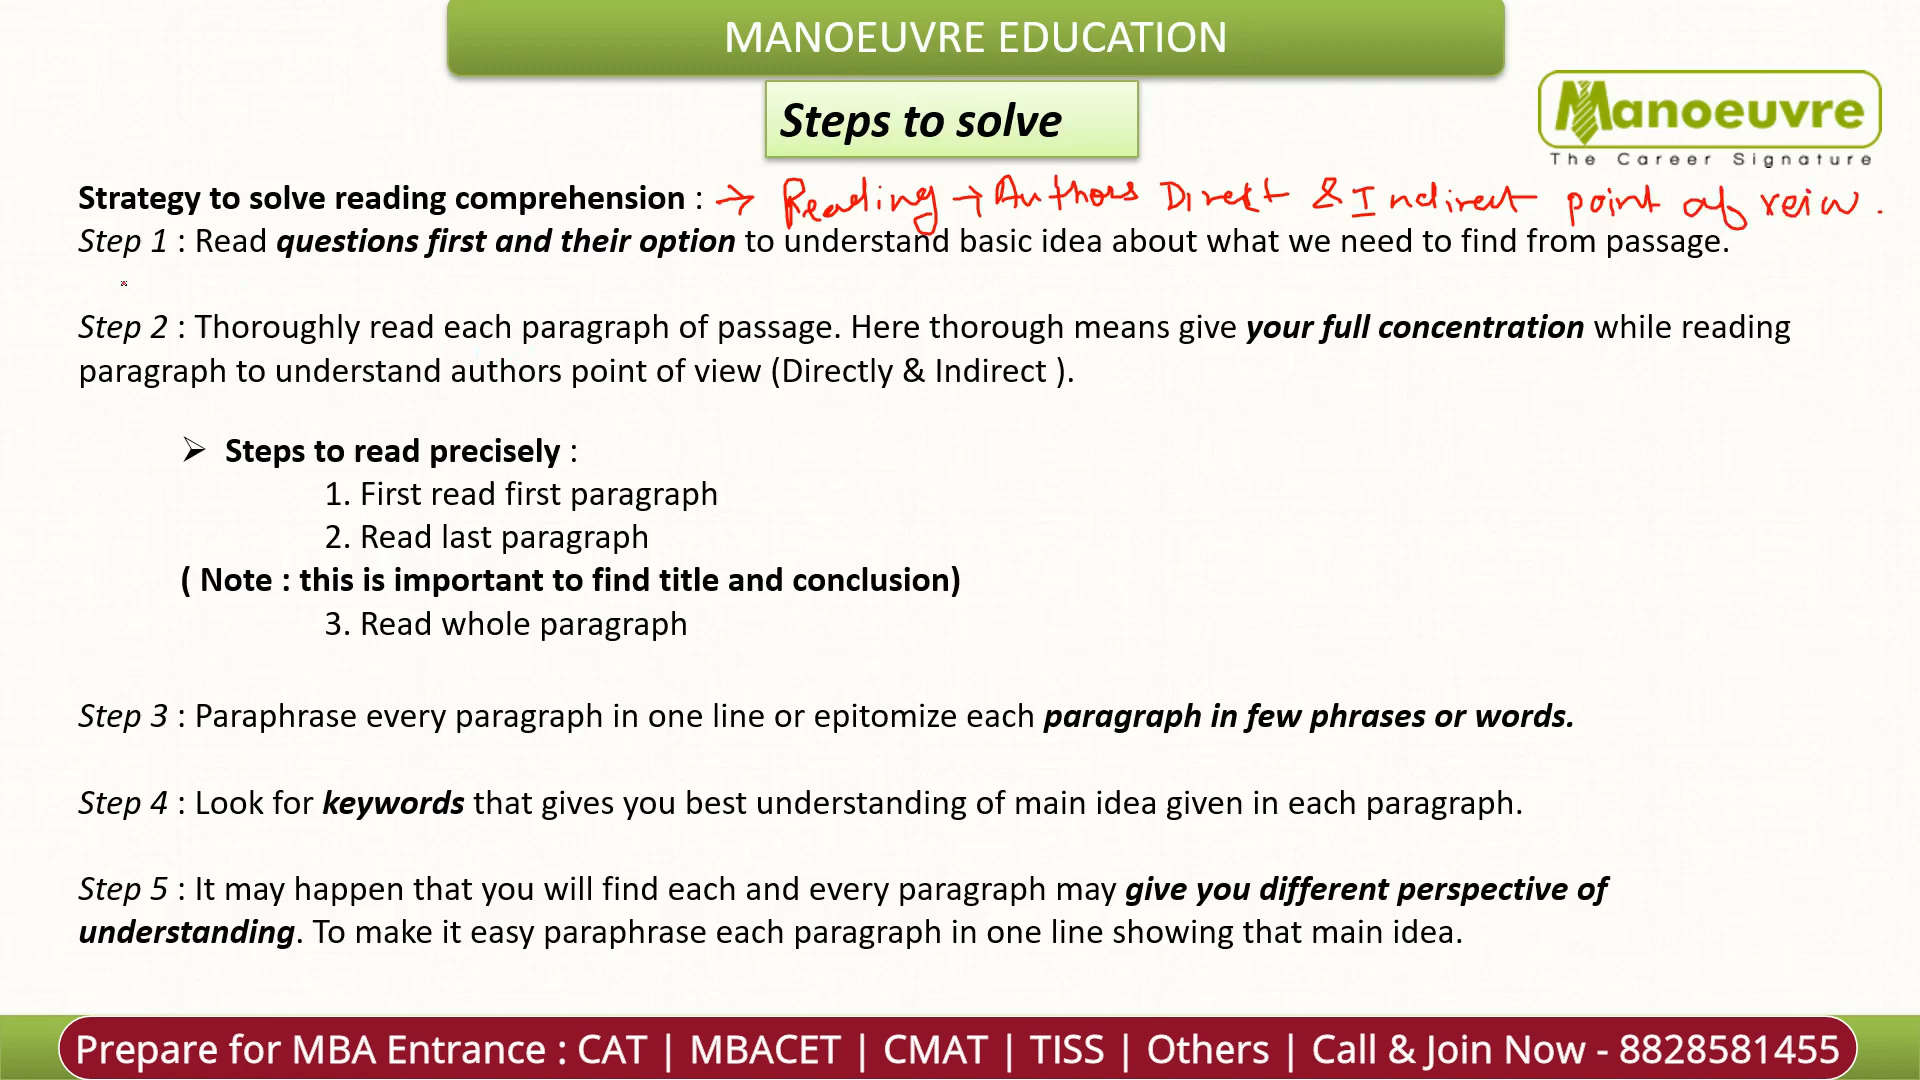 MANOEUVRE EDUCATION
Steps to solve
Manoeuvre
The Career Signature
Strategy to solve reading comprehension : → Reading → Authors Direct & Indirect point of veiw.
Step 1 : Read questions first and their option to understand basic idea about what we need to find from passage.
Step 2 : Thoroughly read each paragraph of passage. Here thorough means give your full concentration while reading
paragraph to understand authors point of view (Directly & Indirect ).
➢ Steps to read precisely :
1. First read first paragraph
2. Read last paragraph
( Note : this is important to find title and conclusion)
3. Read whole paragraph
Step 3 : Paraphrase every paragraph in one line or epitomize each paragraph in few phrases or words.
Step 4 : Look for keywords that gives you best understanding of main idea given in each paragraph.
Step 5 : It may happen that you will find each and every paragraph may give you different perspective of
understanding. To make it easy paraphrase each paragraph in one line showing that main idea.
Prepare for MBA Entrance : CAT | MBACET | CMAT | TISS | Others | Call & Join Now - 8828581455